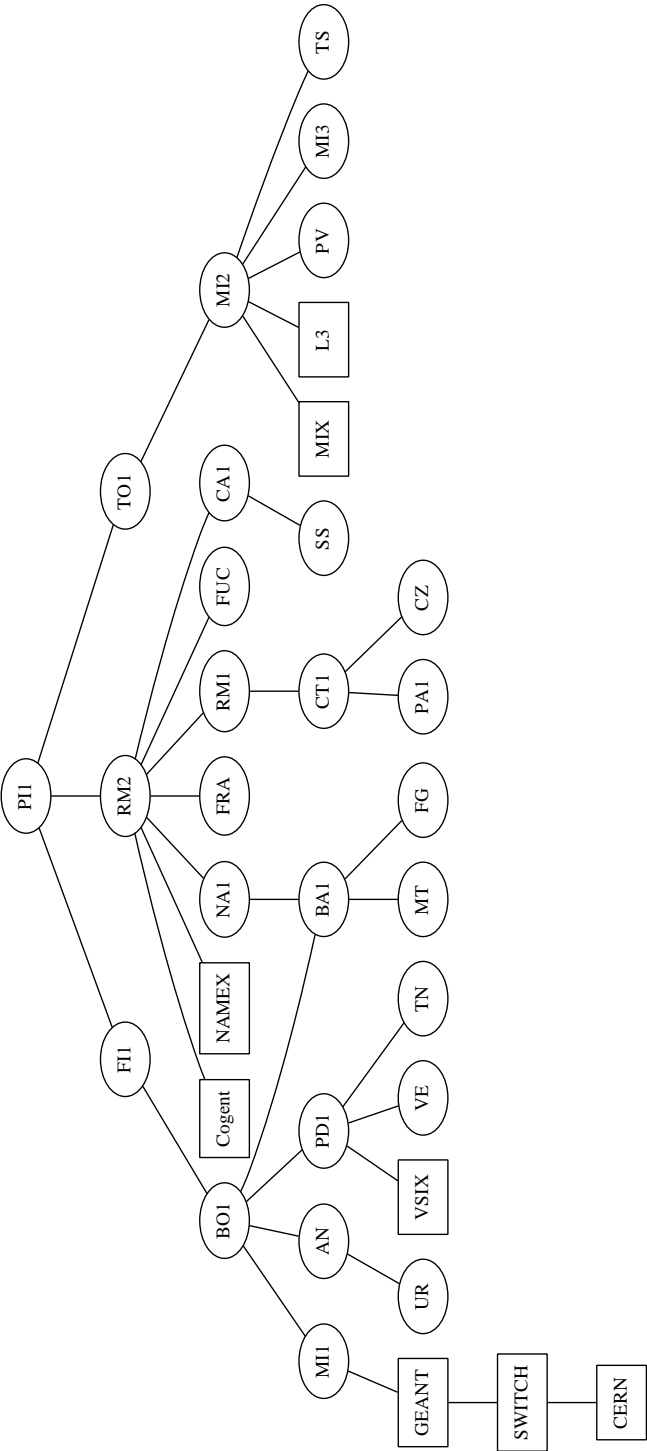 PI1
FI1
RM2
TO1
BO1
Cogent
NAMEX
NA1
FRA
RM1
FUC
CA1
MI2
MI1
AN
PD1
BA1
CT1
SS
MIX
L3
PV
MI3
TS
GEANT
UR
VSIX
VE
TN
MT
FG
PA1
CZ
SWITCH
CERN